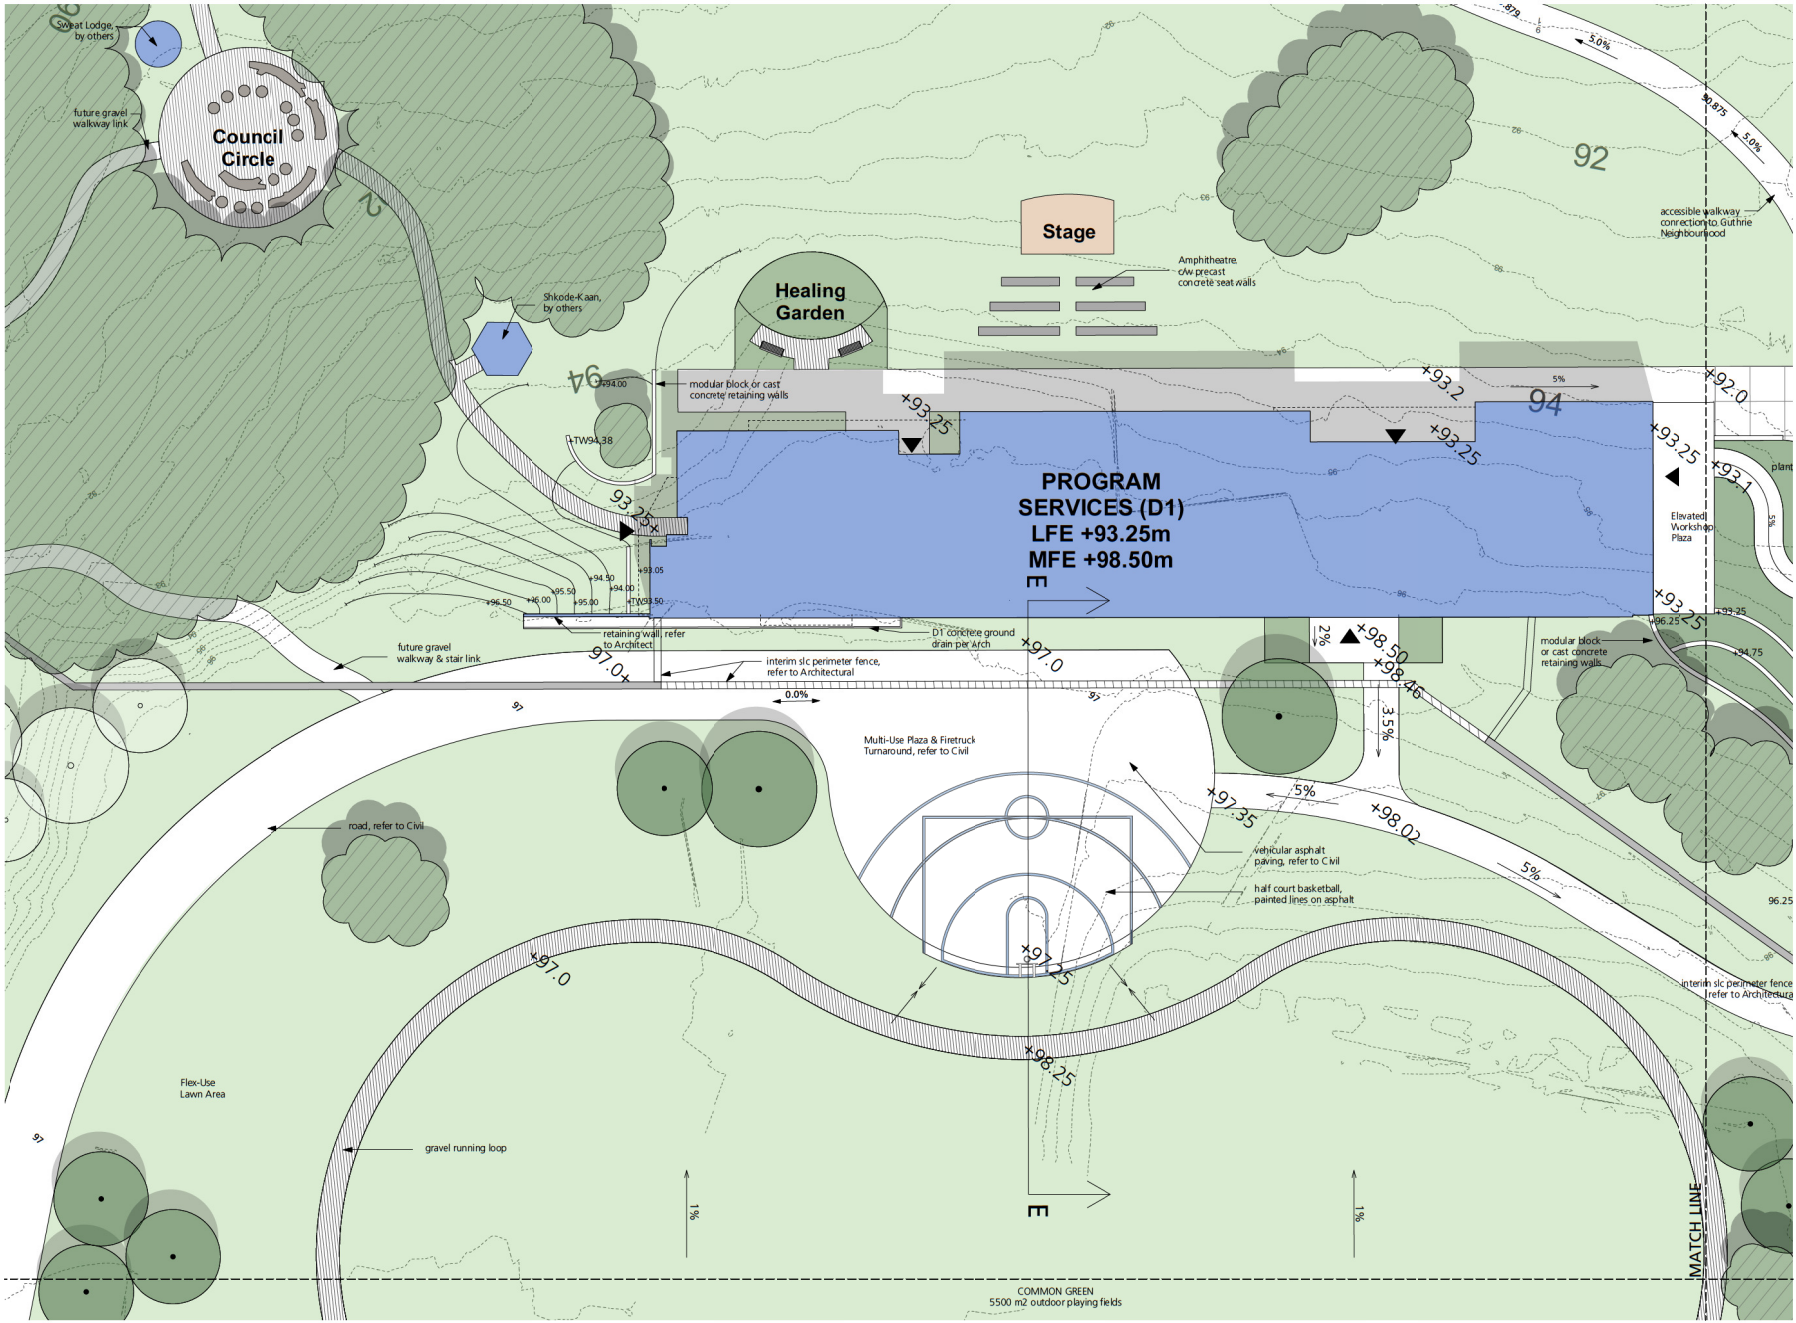 Sweat Lodge,
by others
future gravel
walkway link
Council
Circle
5.0%
90.875
5.0%
92
92
accessible walkway
connection to Guthrie
Neighbourhood
93
Stage
Amphitheatre
c/w precast
concrete seat walls
Healing
Garden
Shkode-Kaan,
by others
94
+94.00
modular block or cast
concrete retaining walls
+TW94.38
94
+93.25
+93.2
5%
94
+92.0
+93.25
+93.25
+93.1
plant
5%
Elevated
Workshop
Plaza
PROGRAM
SERVICES (D1)
LFE +93.25m
MFE +98.50m
E
93.25+
92
93
+93.05
+94.50
+94.00
+95.50
+95.00
+96.00
+96.50
+TW93.50
+93.25
+93.25
+96.25
+94.75
retaining wall, refer
to Architect
D1 concrete ground
drain per Arch
future gravel
walkway & stair link
97.0+
interim slc perimeter fence,
refer to Architectural
+97.0
2%
+98.50
+98.46
modular block
or cast concrete
retaining walls
0.0%
97
97
3.5%
Multi-Use Plaza & Firetruck
Turnaround, refer to Civil
5%
+97.35
+98.02
road, refer to Civil
vehicular asphalt
paving, refer to Civil
5%
half court basketball,
painted lines on asphalt
96.25
+97.0
+97.25
interim slc perimeter fence
refer to Architectura
+98.25
Flex-Use
Lawn Area
97
gravel running loop
1%
E
1%
MATCH LINE
COMMON GREEN
5500 m2 outdoor playing fields